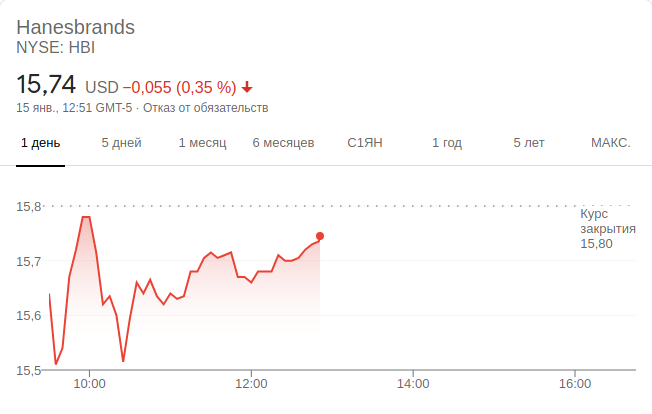 Hanesbrands
NYSE: HBI
15,74 USD −0,055 (0,35 %)
15 янв., 12:51 GMT-5 · Отказ от обязательств
1 день 5 дней 1 месяц 6 месяцев С1ЯН 1 год 5 лет МАКС.
15,8
Курс
закрытия
15,80
15,7
15,6
15,5
10:00 12:00 14:00 16:00